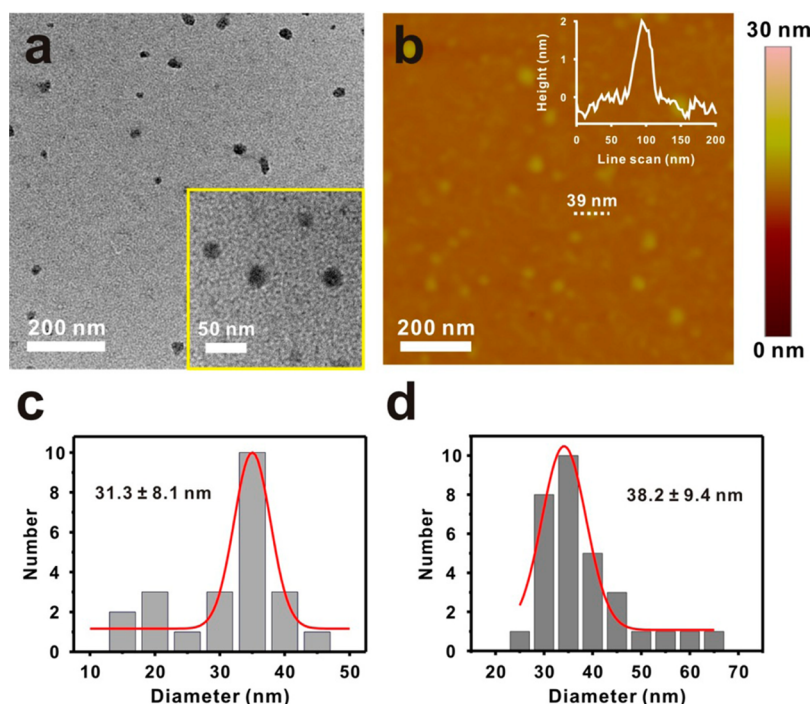 a
200 nm
50 nm
b
Height (nm)
2
1
0
0 50 100 150 200
Line scan (nm)
39 nm
200 nm
30 nm
0 nm
c
Number
10
8
6
4
2
0
31.3 ± 8.1 nm
10 20 30 40 50
Diameter (nm)
d
Number
10
8
6
4
2
0
38.2 ± 9.4 nm
20 30 40 50 60 70
Diameter (nm)